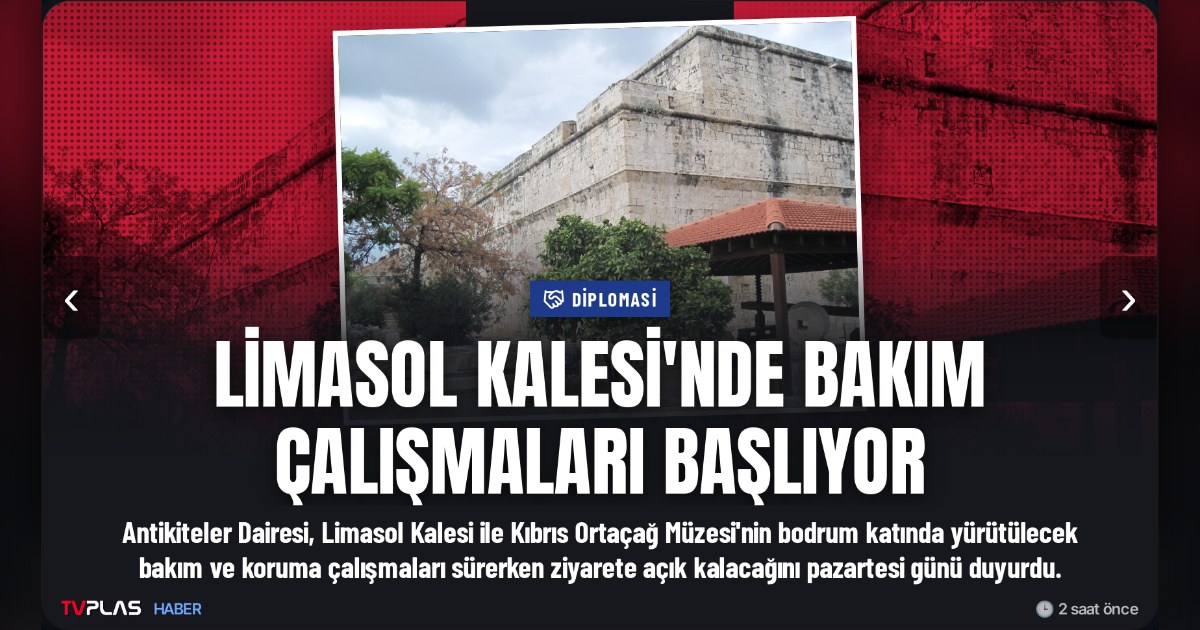 DİPLOMASİ
LİMASOL KALESİ'NDE BAKIM
ÇALIŞMALARI BAŞLIYOR
Antikiteler Dairesi, Limasol Kalesi ile Kıbrıs Ortaçağ Müzesi'nin bodrum katında yürütülecek
bakım ve koruma çalışmaları sürerken ziyarete açık kalacağını pazartesi günü duyurdu.
TVPLAS HABER
2 saat önce